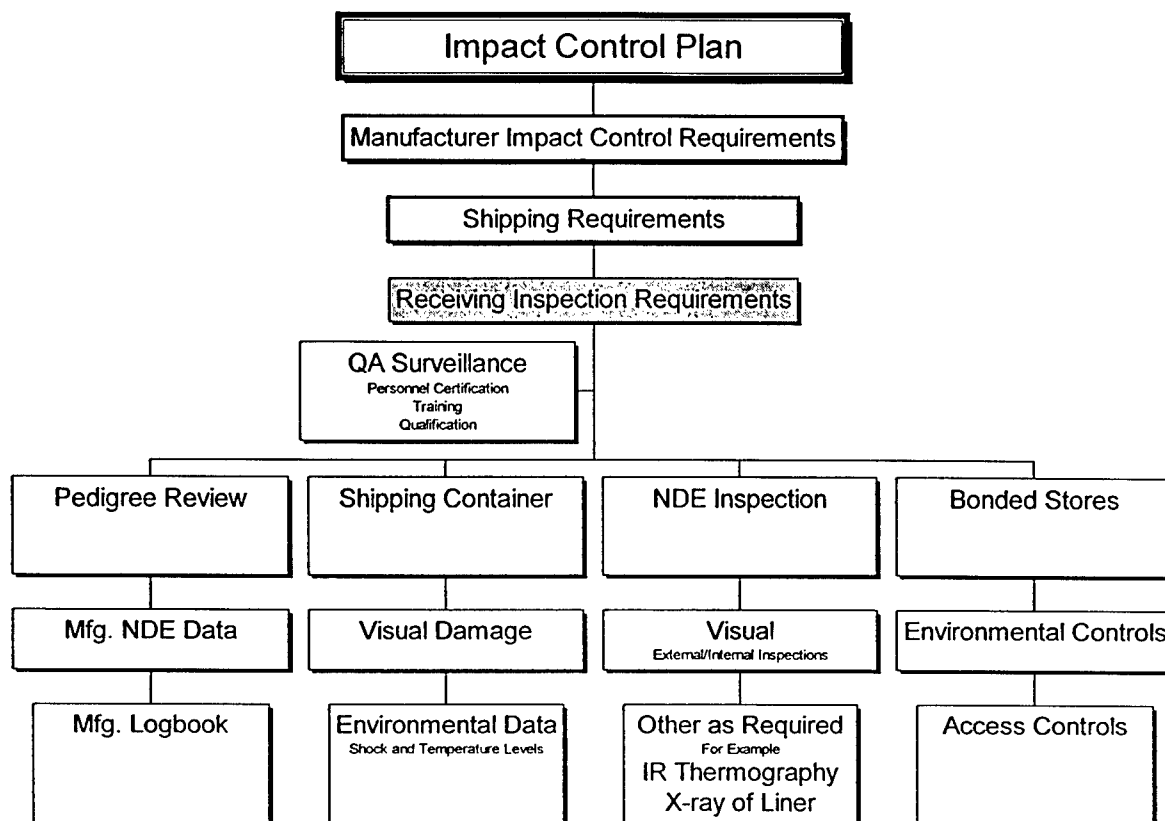 Impact Control Plan
Manufacturer Impact Control Requirements
Shipping Requirements
Receiving Inspection Requirements
QA Surveillance
Personnel Certification
Training
Qualification
Pedigree Review
Shipping Container
NDE Inspection
Bonded Stores
Mfg. NDE Data
Visual Damage
Visual
External/Internal Inspections
Environmental Controls
Mfg. Logbook
Environmental Data
Shock and Temperature Levels
Other as Required
For Example
IR Thermography
X-ray of Liner
Access Controls